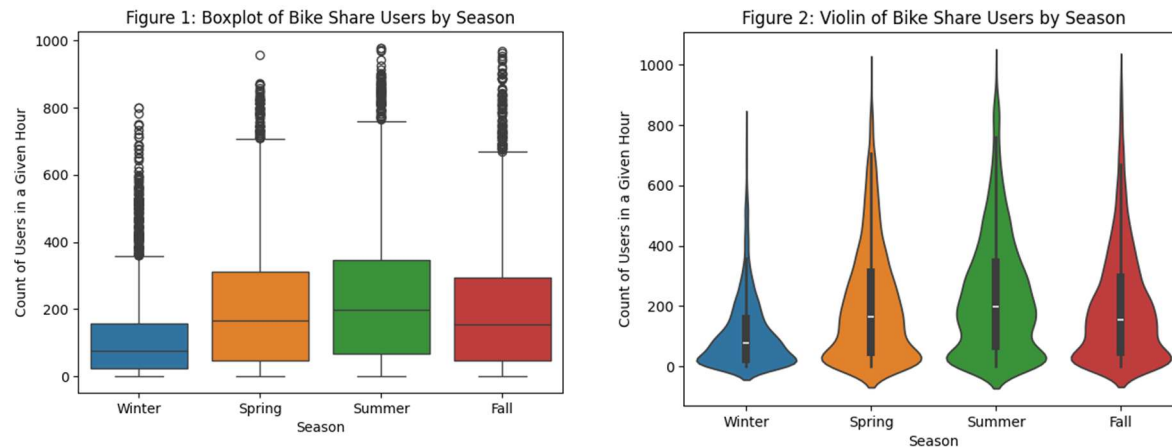 Figure 1: Boxplot of Bike Share Users by Season
1000
800
600
400
200
0
Count of Users in a Given Hour
Winter Spring Summer Fall
Season
Figure 2: Violin of Bike Share Users by Season
1000
800
600
400
200
0
Count of Users in a Given Hour
Winter Spring Summer Fall
Season